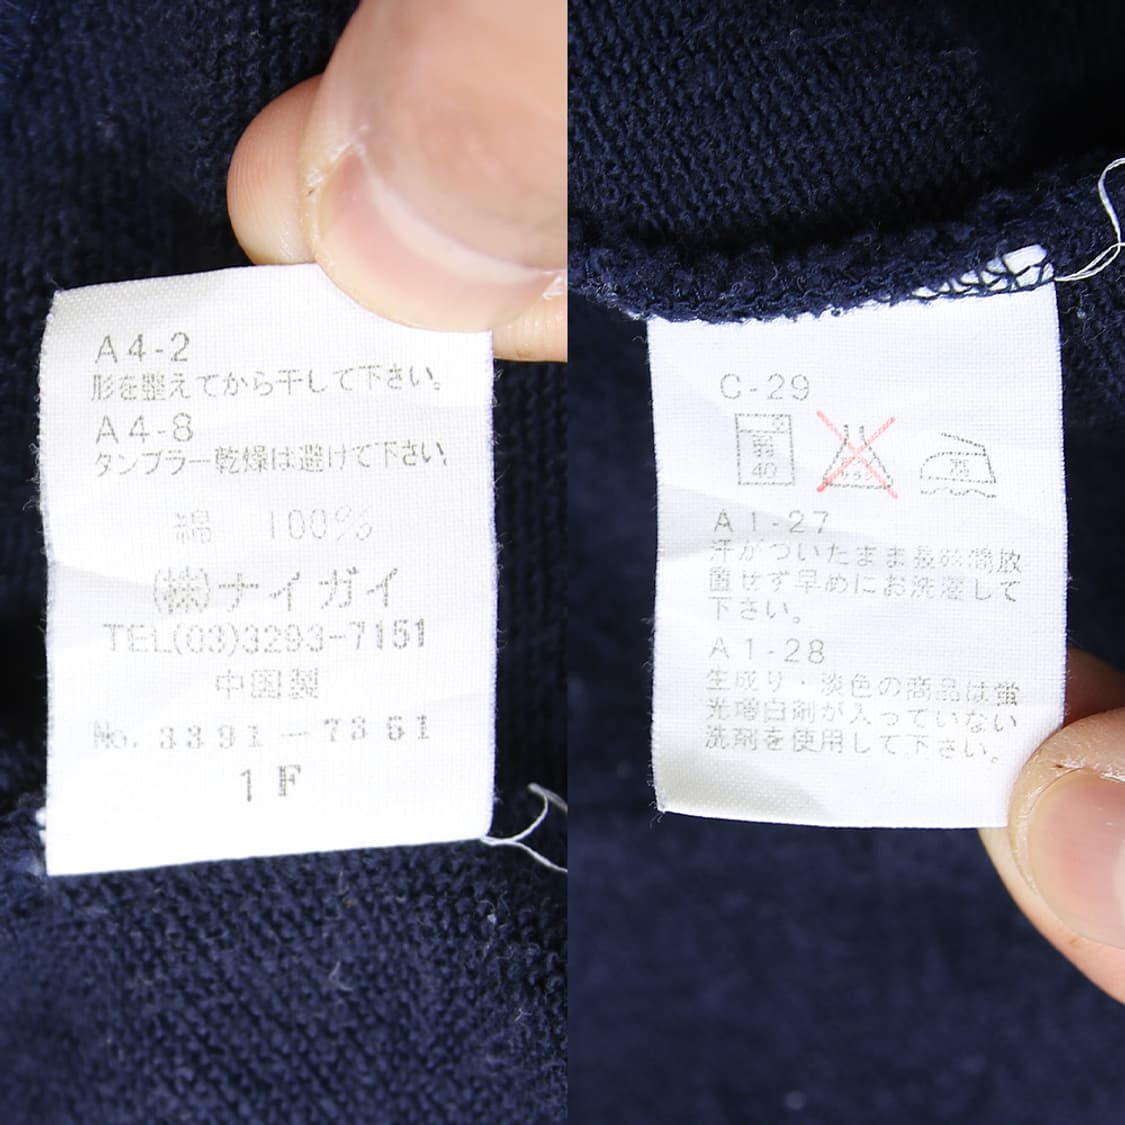 A4-2
形を整えてから干して下さい。
A4-8
タンブラー乾燥は避けて下さい
綿 100%
(株)ナイガイ
TEL(03)3293-7151
中国製
No.3391-7351
1F
C-29
弱
40
A1-27
汗がついたまま長時間放
置せず早めにお洗濯して
下さい。
A1-28
生成り・淡色の商品は蛍
光増白剤が入っていない
洗剤を使用して下さい。